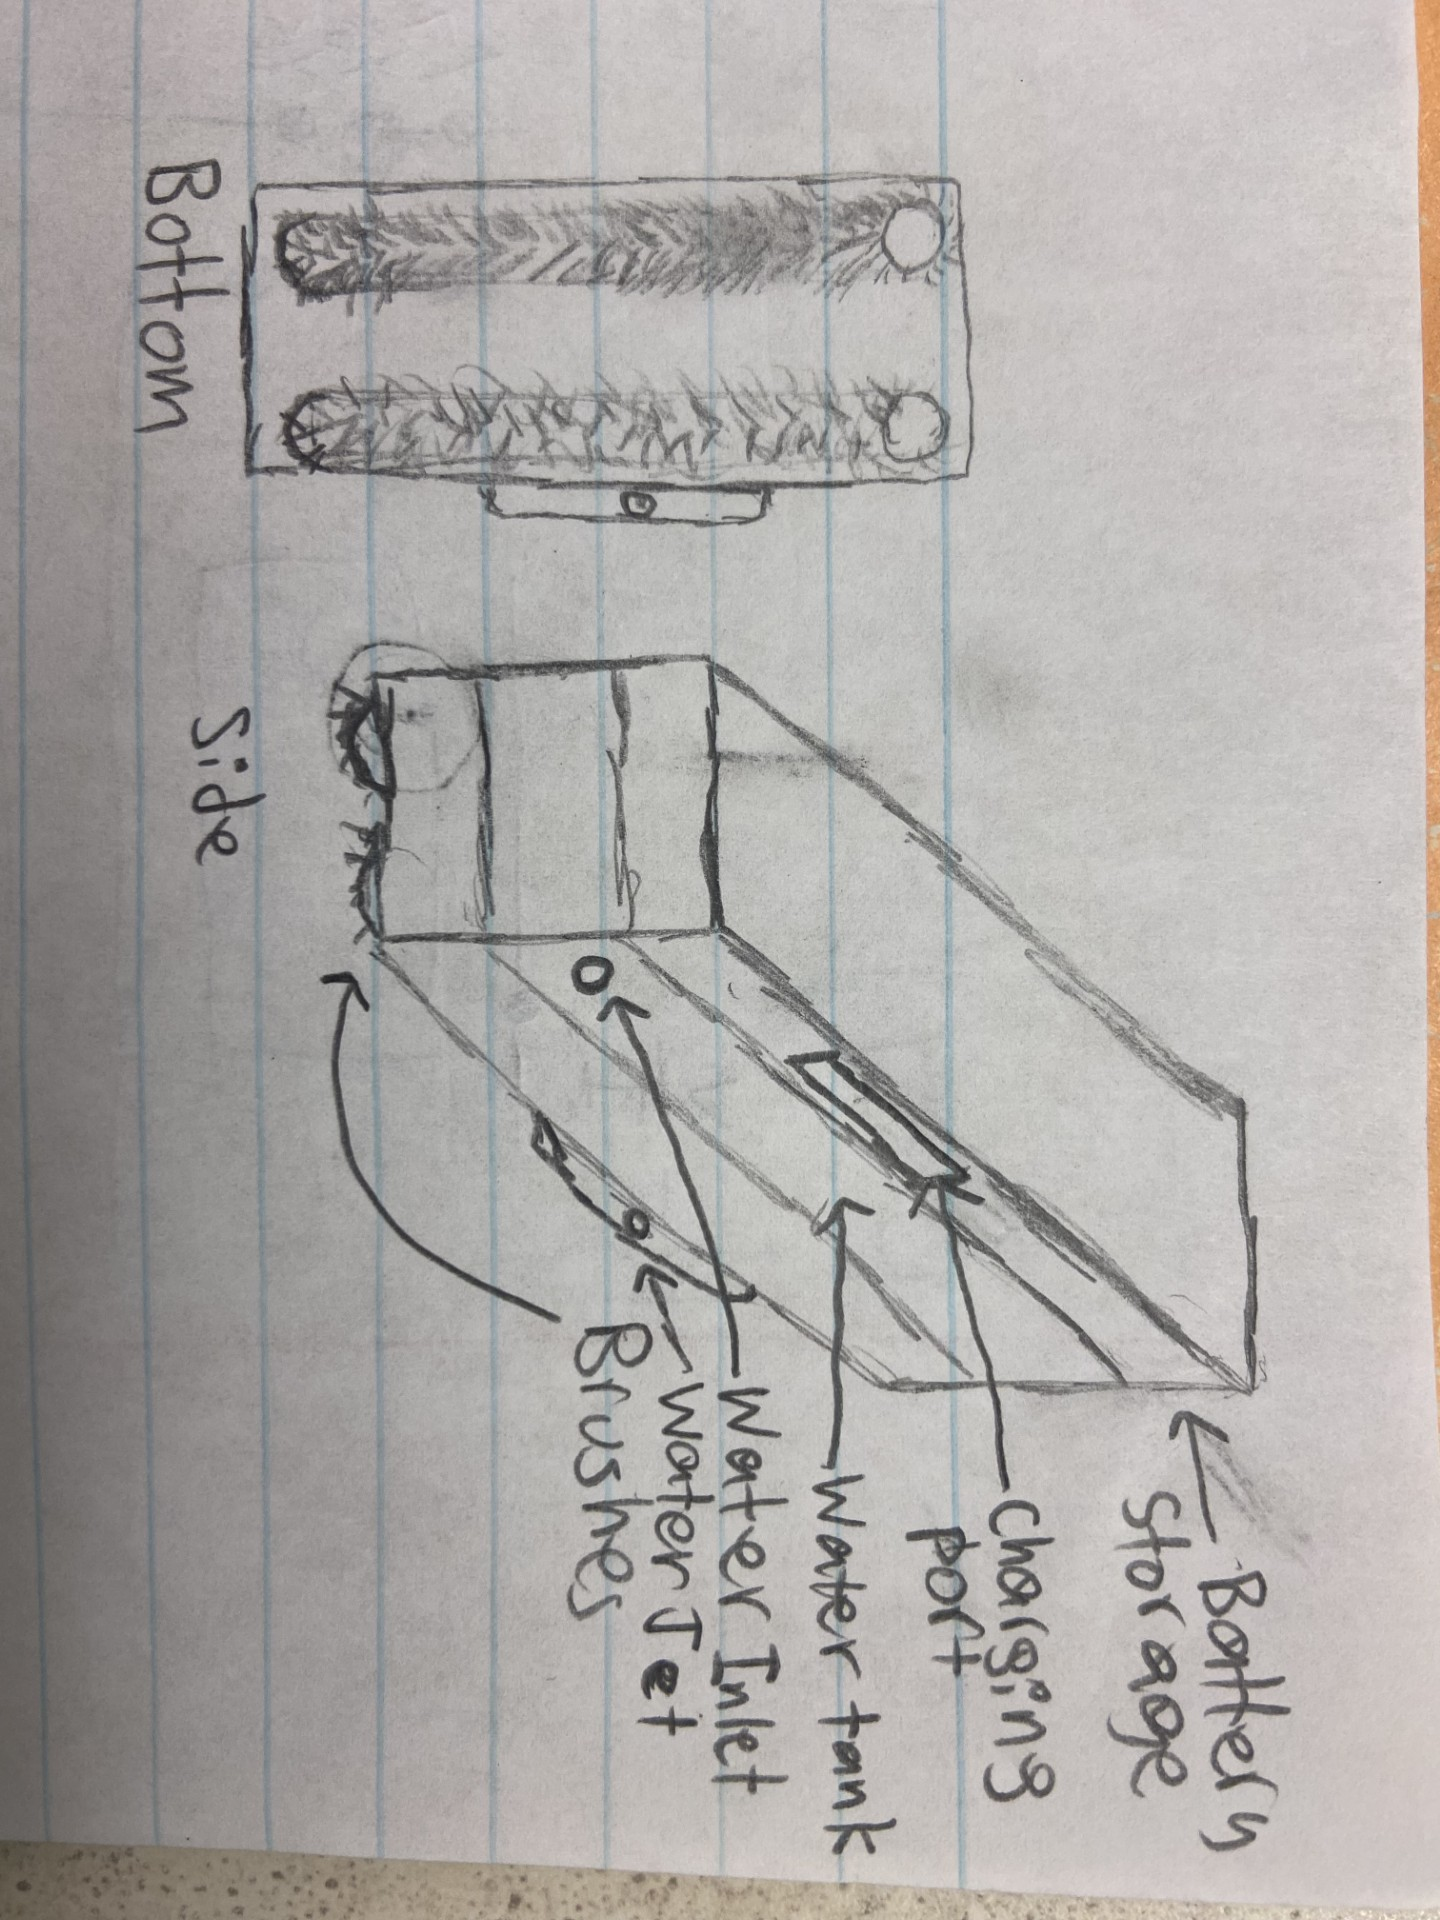 Battery
storage
Charging
port
Water tank
Water Inlet
Water Jet
Brushes
Side
Bottom